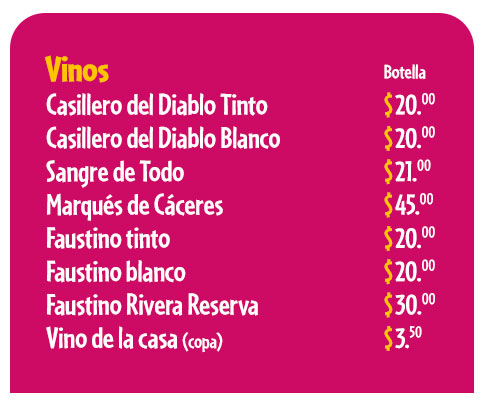 Vinos Botella
Casillero del Diablo Tinto $20.00
Casillero del Diablo Blanco $20.00
Sangre de Todo $21.00
Marqués de Cáceres $45.00
Faustino tinto $20.00
Faustino blanco $20.00
Faustino Rivera Reserva $30.00
Vino de la casa (copa) $3.50